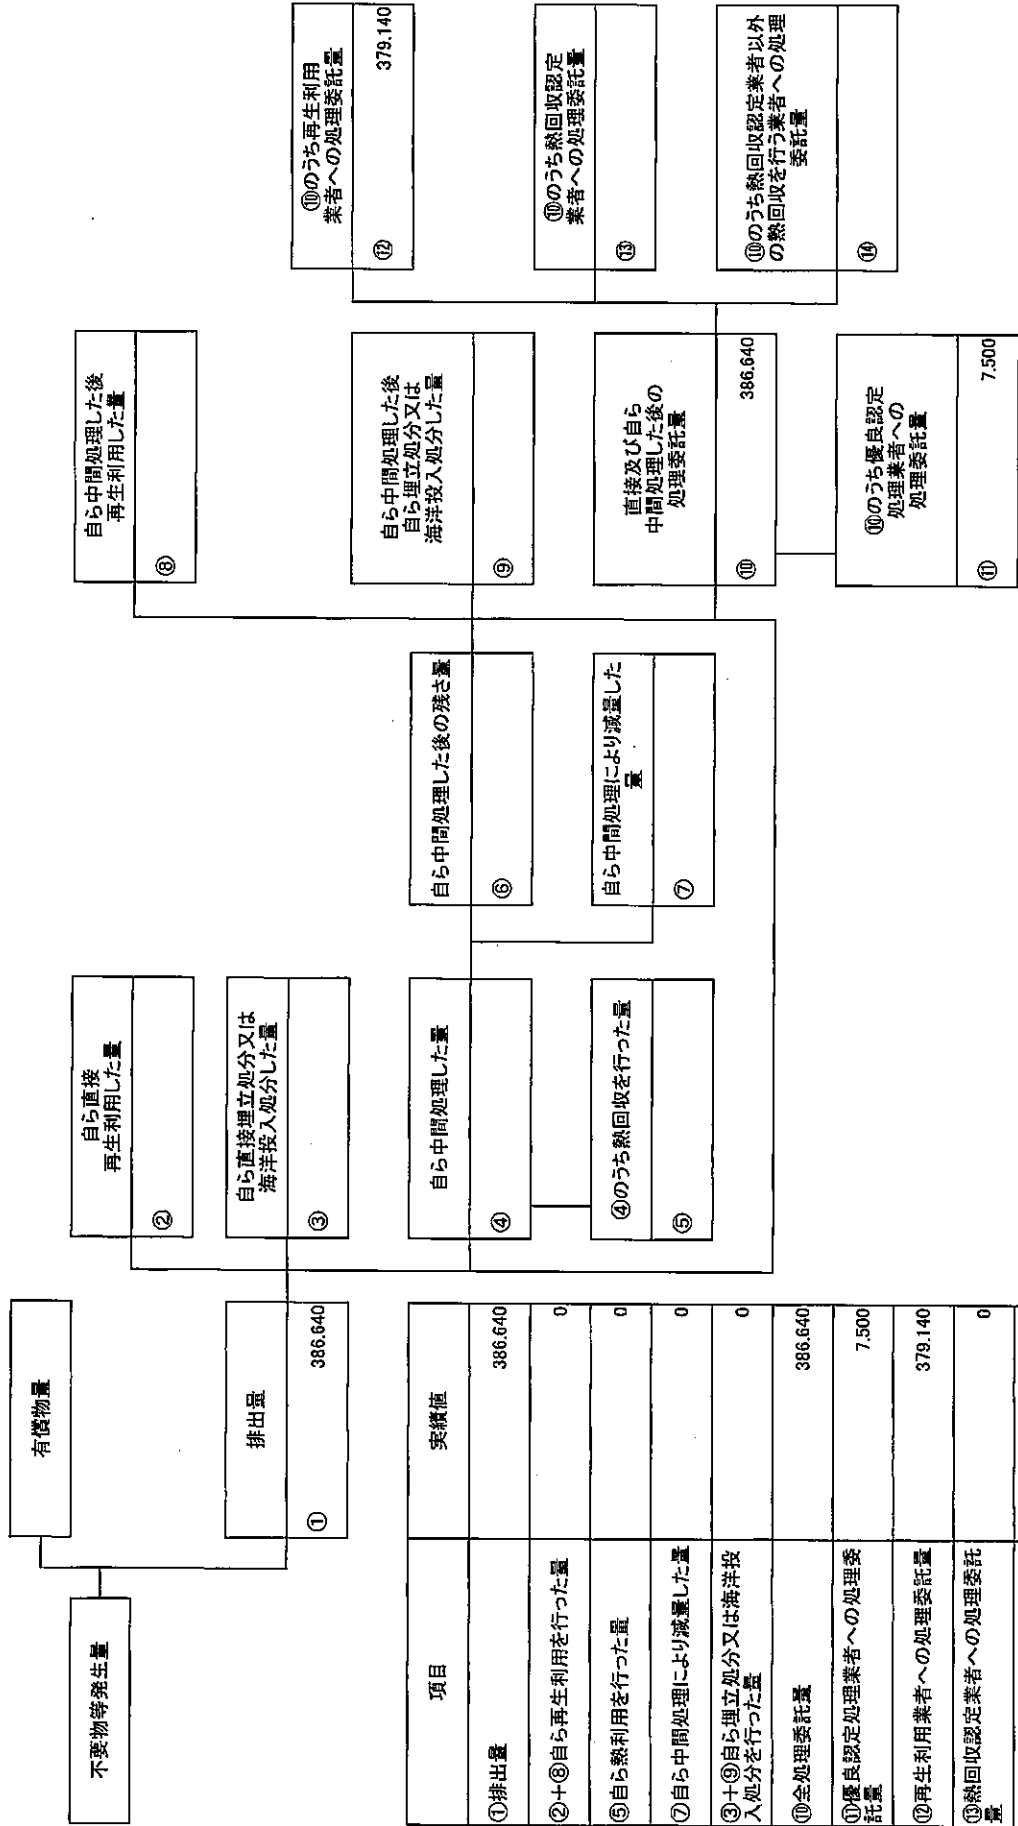 不要物等発生量
有償物量
排出量
① 386.640
自ら直接
再生利用した量
②
自ら直接埋立処分又は
海洋投入処分した量
③
自ら中間処理した量
④
④のうち熱回収を行った量
⑤
自ら中間処理した後の残さ量
⑥
自ら中間処理により減量した
量
⑦
自ら中間処理した後
再生利用した量
⑧
自ら中間処理した後
自ら埋立処分又は
海洋投入処分した量
⑨
直接及び自ら
中間処理した後の
処理委託量
⑩ 386.640
⑩のうち優良認定
処理業者への
処理委託量
⑪ 7.500
⑩のうち再生利用
業者への処理委託量
⑫ 379.140
⑩のうち熱回収認定
業者への処理委託量
⑬
⑩のうち熱回収認定業者以外
の熱回収を行う業者への処理
委託量
⑭
項目 実績値
①排出量 386.640
②+⑧自ら再生利用を行った量 0
⑤自ら熱利用を行った量 0
⑦自ら中間処理により減量した量 0
③+⑨自ら埋立処分又は海洋投
入処分を行った量 0
⑩全処理委託量 386.640
⑪優良認定処理業者への処理委
託量 7.500
⑫再生利用業者への処理委託量 379.140
⑬熱回収認定業者への処理委託
量 0